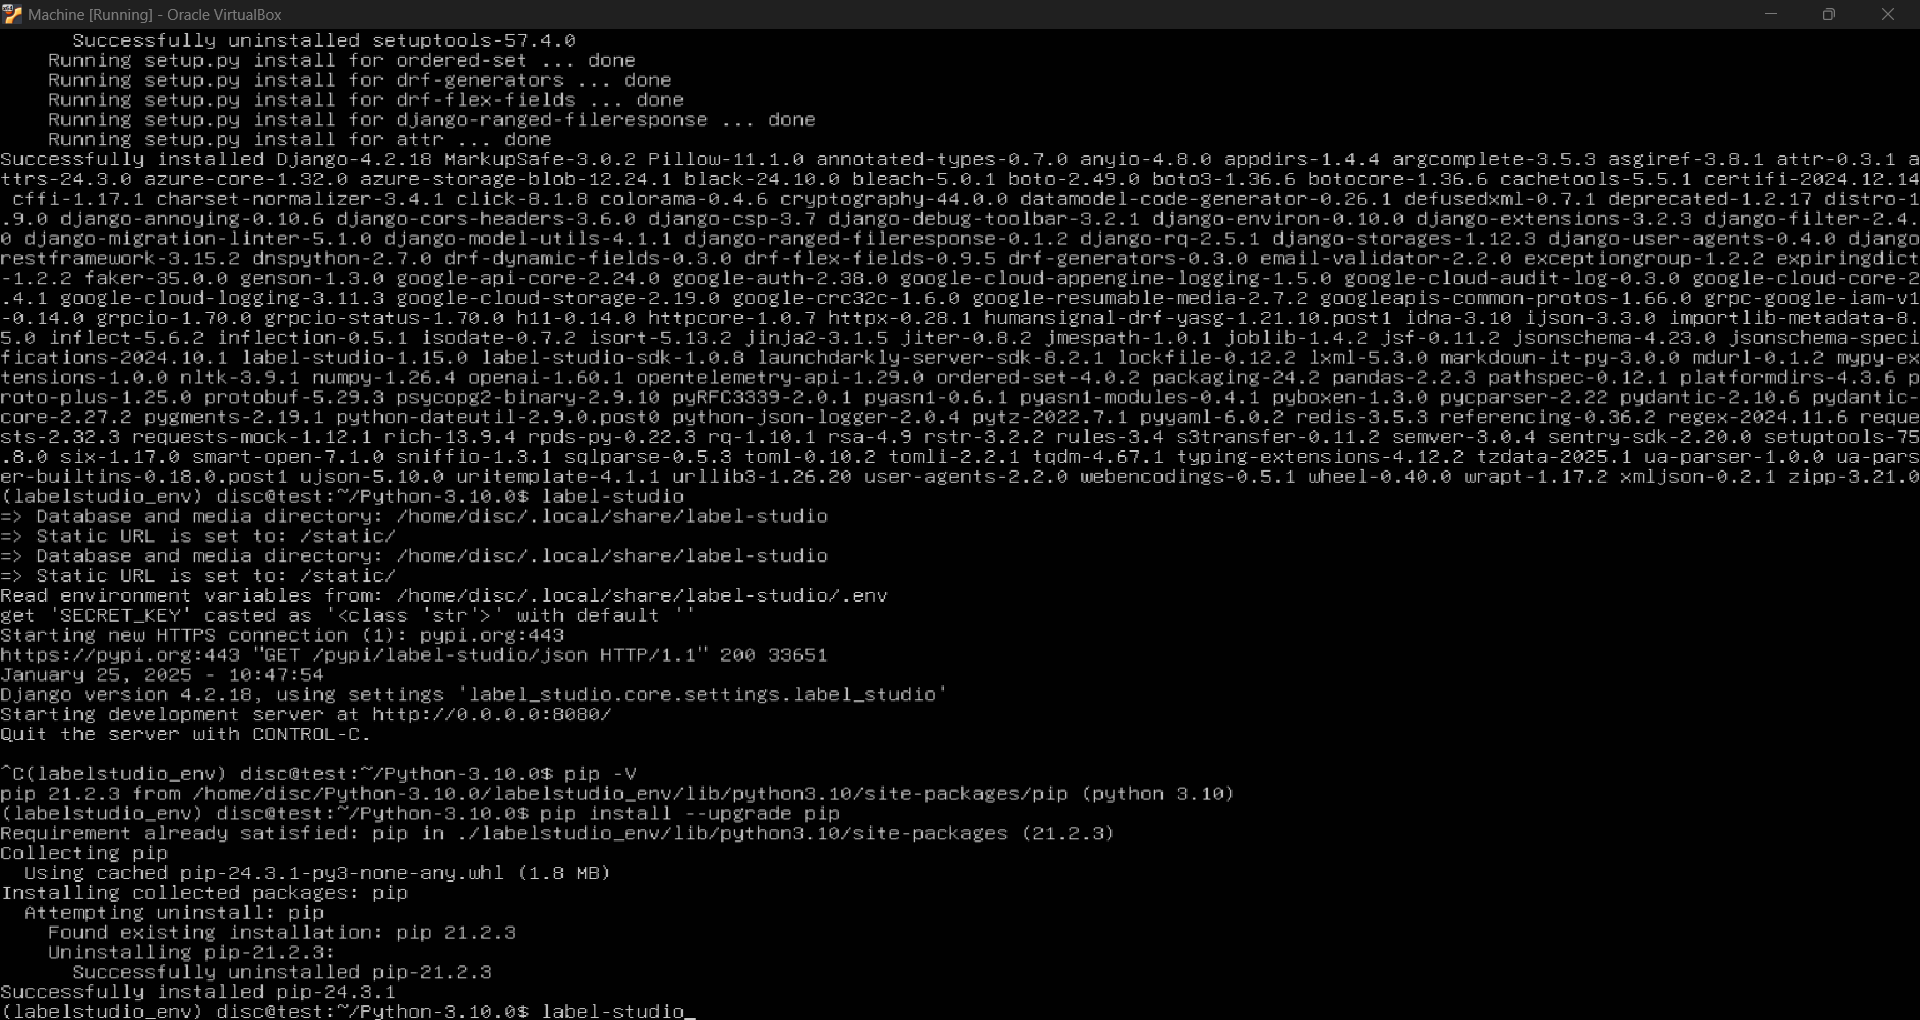 Machine [Running] - Oracle VirtualBox
Successfully uninstalled setuptools-57.4.0
Running setup.py install for ordered-set ... done
Running setup.py install for drf-generators ... done
Running setup.py install for drf-flex-fields ... done
Running setup.py install for django-ranged-fileresponse ... done
Running setup.py install for attr ... done
Successfully installed Django-4.2.18 MarkupSafe-3.0.2 Pillow-11.1.0 annotated-types-0.7.0 anyio-4.8.0 appdirs-1.4.4 argcomplete-3.5.3 asgiref-3.8.1 attr-0.3.1 a
ttrs-24.3.0 azure-core-1.32.0 azure-storage-blob-12.24.1 black-24.10.0 bleach-5.0.1 boto-2.49.0 boto3-1.36.6 botocore-1.36.6 cachetools-5.5.1 certifi-2024.12.14
cffi-1.17.1 charset-normalizer-3.4.1 click-8.1.8 colorama-0.4.6 cryptography-44.0.0 datamodel-code-generator-0.26.1 defusedxml-0.7.1 deprecated-1.2.17 distro-1
.9.0 django-annoying-0.10.6 django-cors-headers-3.6.0 django-csp-3.7 django-debug-toolbar-3.2.1 django-environ-0.10.0 django-extensions-3.2.3 django-filter-2.4.
0 django-migration-linter-5.1.0 django-model-utils-4.1.1 django-ranged-fileresponse-0.1.2 django-rq-2.5.1 django-storages-1.12.3 django-user-agents-0.4.0 django
restframework-3.15.2 dnspython-2.7.0 drf-dynamic-fields-0.3.0 drf-flex-fields-0.9.5 drf-generators-0.3.0 email-validator-2.2.0 exceptiongroup-1.2.2 expiringdict
-1.2.2 faker-35.0.0 genson-1.3.0 google-api-core-2.24.0 google-auth-2.38.0 google-cloud-appengine-logging-1.5.0 google-cloud-audit-log-0.3.0 google-cloud-core-2
.4.1 google-cloud-logging-3.11.3 google-cloud-storage-2.19.0 google-crc32c-1.6.0 google-resumable-media-2.7.2 googleapis-common-protos-1.66.0 grpc-google-iam-v1
-0.14.0 grpcio-1.70.0 grpcio-status-1.70.0 h11-0.14.0 httpcore-1.0.7 httpx-0.28.1 humansignal-drf-yasg-1.21.10.post1 idna-3.10 ijson-3.3.0 importlib-metadata-8.
5.0 inflect-5.6.2 inflection-0.5.1 isodate-0.7.2 isort-5.13.2 jinja2-3.1.5 jiter-0.8.2 jmespath-1.0.1 joblib-1.4.2 jsf-0.11.2 jsonschema-4.23.0 jsonschema-speci
fications-2024.10.1 label-studio-1.15.0 label-studio-sdk-1.0.8 launchdarkly-server-sdk-8.2.1 lockfile-0.12.2 lxml-5.3.0 markdown-it-py-3.0.0 mdurl-0.1.2 mypy-ex
tensions-1.0.0 nltk-3.9.1 numpy-1.26.4 openai-1.60.1 opentelemetry-api-1.29.0 ordered-set-4.0.2 packaging-24.2 pandas-2.2.3 pathspec-0.12.1 platformdirs-4.3.6 p
roto-plus-1.25.0 protobuf-5.29.3 psycopg2-binary-2.9.10 pyRFC3339-2.0.1 pyasn1-0.6.1 pyasn1-modules-0.4.1 pyboxen-1.3.0 pycparser-2.22 pydantic-2.10.6 pydantic-
core-2.27.2 pygments-2.19.1 python-dateutil-2.9.0.post0 python-json-logger-2.0.4 pytz-2022.7.1 pyyaml-6.0.2 redis-3.5.3 referencing-0.36.2 regex-2024.11.6 reque
sts-2.32.3 requests-mock-1.12.1 rich-13.9.4 rpds-py-0.22.3 rq-1.10.1 rsa-4.9 rstr-3.2.2 rules-3.4 s3transfer-0.11.2 semver-3.0.4 sentry-sdk-2.20.0 setuptools-75
.8.0 six-1.17.0 smart-open-7.1.0 sniffio-1.3.1 sqlparse-0.5.3 toml-0.10.2 tomli-2.2.1 tqdm-4.67.1 typing-extensions-4.12.2 tzdata-2025.1 ua-parser-1.0.0 ua-pars
er-builtins-0.18.0.post1 ujson-5.10.0 uritemplate-4.1.1 urllib3-1.26.20 user-agents-2.2.0 webencodings-0.5.1 wheel-0.40.0 wrapt-1.17.2 xmljson-0.2.1 zipp-3.21.0
(labelstudio_env) disc@test:~/Python-3.10.0$ label-studio
=> Database and media directory: /home/disc/.local/share/label-studio
=> Static URL is set to: /static/
=> Database and media directory: /home/disc/.local/share/label-studio
=> Static URL is set to: /static/
Read environment variables from: /home/disc/.local/share/label-studio/.env
get 'SECRET_KEY' casted as '<class 'str'>' with default ''
Starting new HTTPS connection (1): pypi.org:443
https://pypi.org:443 "GET /pypi/label-studio/json HTTP/1.1" 200 33651
January 25, 2025 - 10:47:54
Django version 4.2.18, using settings 'label_studio.core.settings.label_studio'
Starting development server at http://0.0.0.0:8080/
Quit the server with CONTROL-C.
^C(labelstudio_env) disc@test:~/Python-3.10.0$ pip -V
pip 21.2.3 from /home/disc/Python-3.10.0/labelstudio_env/lib/python3.10/site-packages/pip (python 3.10)
(labelstudio_env) disc@test:~/Python-3.10.0$ pip install --upgrade pip
Requirement already satisfied: pip in ./labelstudio_env/lib/python3.10/site-packages (21.2.3)
Collecting pip
Using cached pip-24.3.1-py3-none-any.whl (1.8 MB)
Installing collected packages: pip
Attempting uninstall: pip
Found existing installation: pip 21.2.3
Uninstalling pip-21.2.3:
Successfully uninstalled pip-21.2.3
Successfully installed pip-24.3.1
(labelstudio_env) disc@test:~/Python-3.10.0$ label-studio_